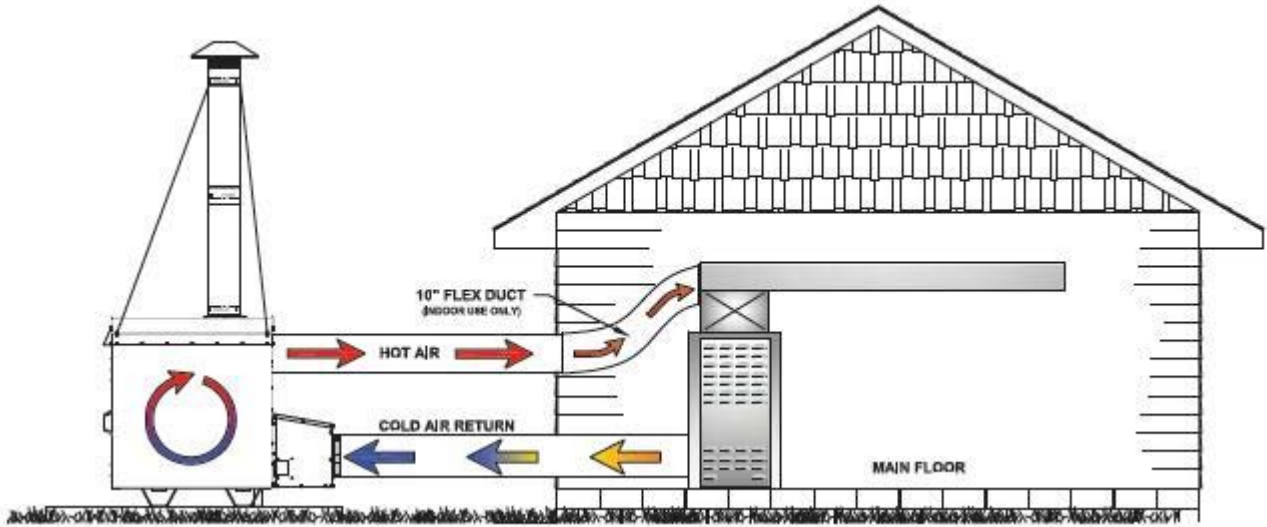 10" FLEX DUCT
(INDOOR USE ONLY)
HOT AIR
COLD AIR RETURN
MAIN FLOOR